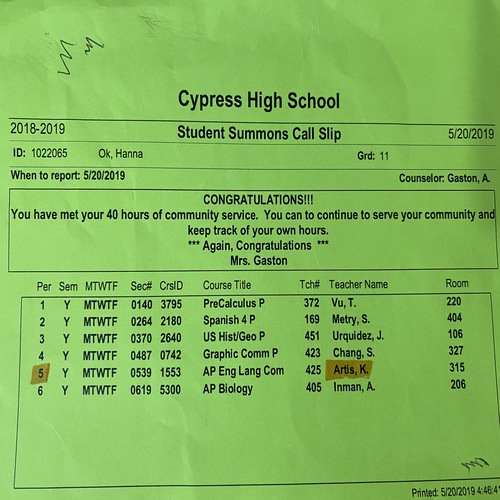 Cypress High School
2018-2019 Student Summons Call Slip 5/20/2019
ID: 1022065 Ok, Hanna Grd: 11
When to report: 5/20/2019 Counselor: Gaston, A.
CONGRATULATIONS!!!
You have met your 40 hours of community service. You can to continue to serve your community and
keep track of your own hours.
*** Again, Congratulations ***
Mrs. Gaston
Per Sem MTWTF Sec# CrsID Course Title Tch# Teacher Name Room
1 Y MTWTF 0140 3795 PreCalculus P 372 Vu, T. 220
2 Y MTWTF 0264 2180 Spanish 4 P 169 Metry, S. 404
3 Y MTWTF 0370 2640 US Hist/Geo P 451 Urquidez, J. 106
4 Y MTWTF 0487 0742 Graphic Comm P 423 Chang, S. 327
5 Y MTWTF 0539 1553 AP Eng Lang Com 425 Artis, K. 315
6 Y MTWTF 0619 5300 AP Biology 405 Inman, A. 206
Printed: 5/20/2019